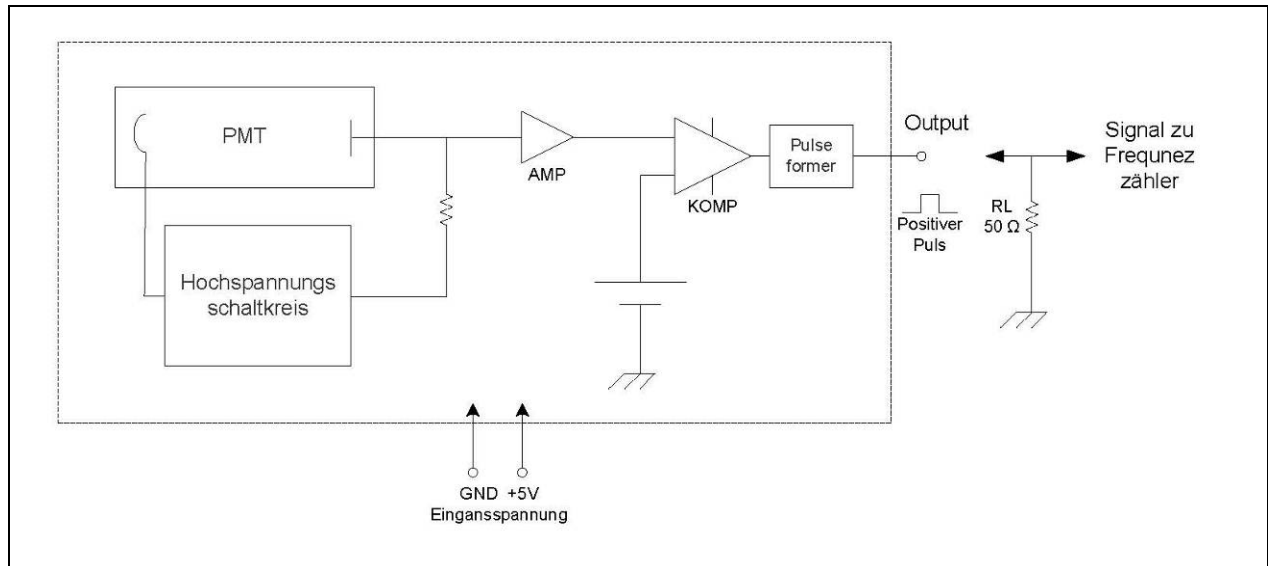 PMT
Hochspannungs
schaltkreis
AMP
KOMP
Pulse
former
Output
Positiver
Puls
RL
50 Ω
Signal zu
Frequnez
zähler
GND +5V
Eingansspannung